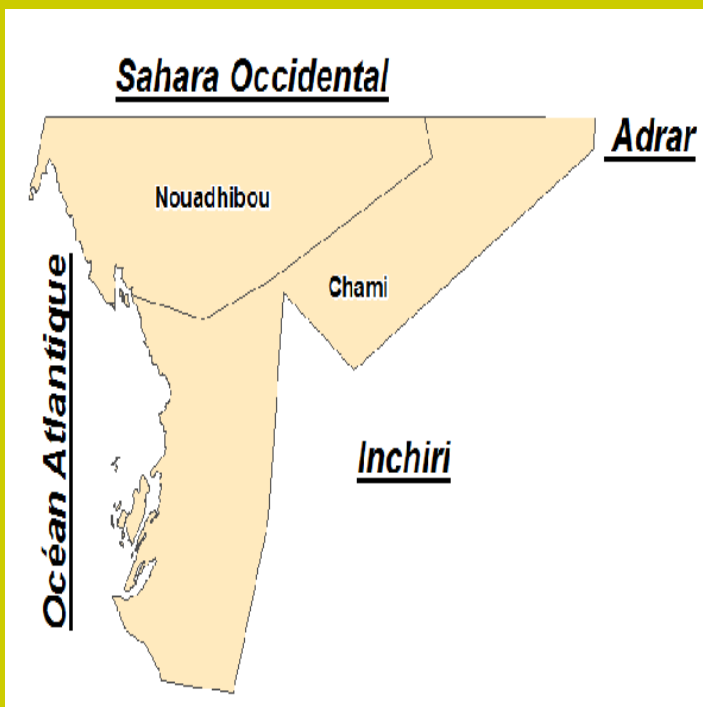 Sahara Occidental
Adrar
Nouadhibou
Chami
Océan Atlantique
Inchiri